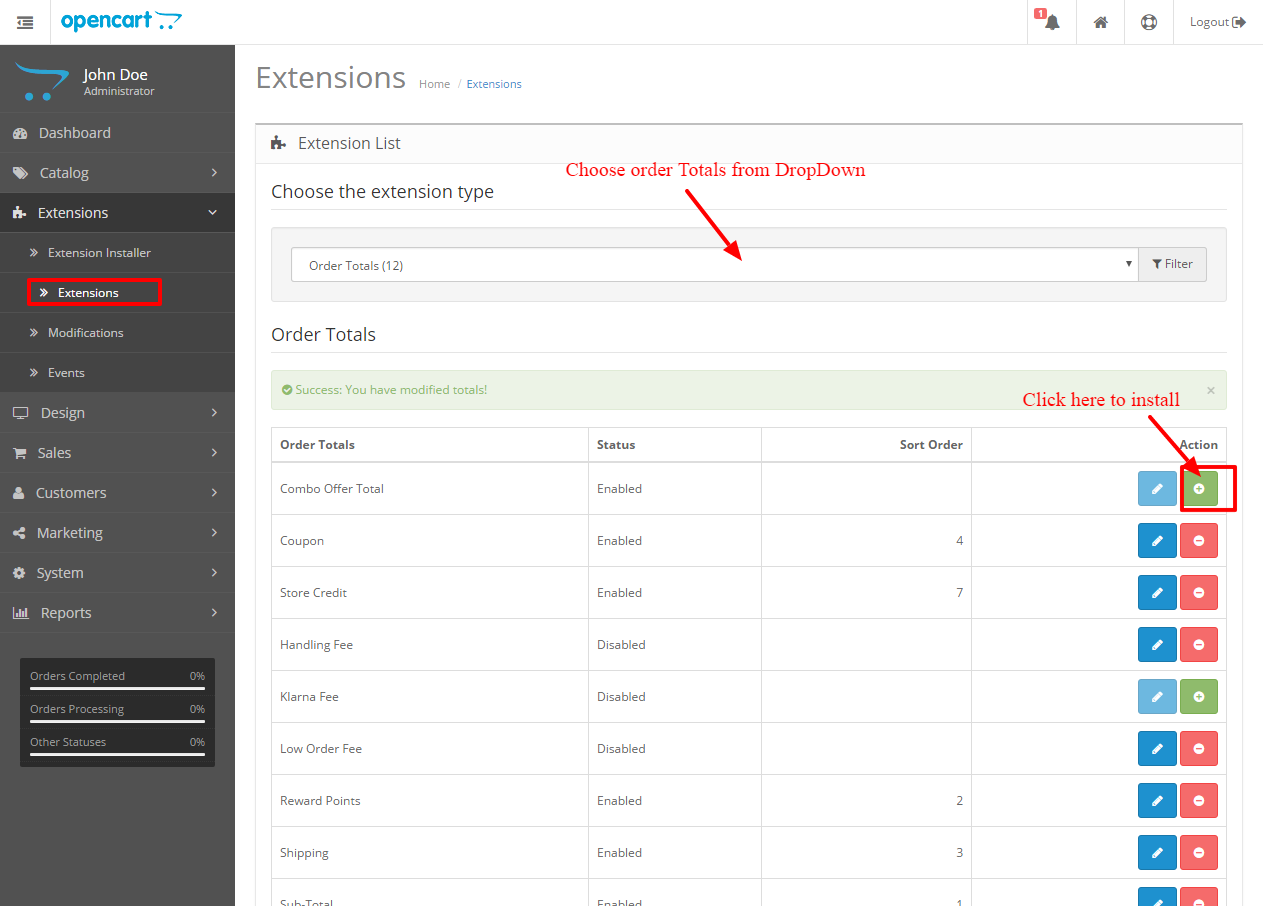 opencart
1
Logout
John Doe
Administrator
Dashboard
Catalog
Extensions
Extension Installer
Extensions
Modifications
Events
Design
Sales
Customers
Marketing
System
Reports
Orders Completed 0%
Orders Processing 0%
Other Statuses 0%
Extensions Home / Extensions
Extension List
Choose order Totals from DropDown
Choose the extension type
Order Totals (12) Filter
Order Totals
Success: You have modified totals! ×
Click here to install
Order Totals Status Sort Order Action
Combo Offer Total Enabled
Coupon Enabled 4
Store Credit Enabled 7
Handling Fee Disabled
Klarna Fee Disabled
Low Order Fee Disabled
Reward Points Enabled 2
Shipping Enabled 3
Sub-Total Enabled 1